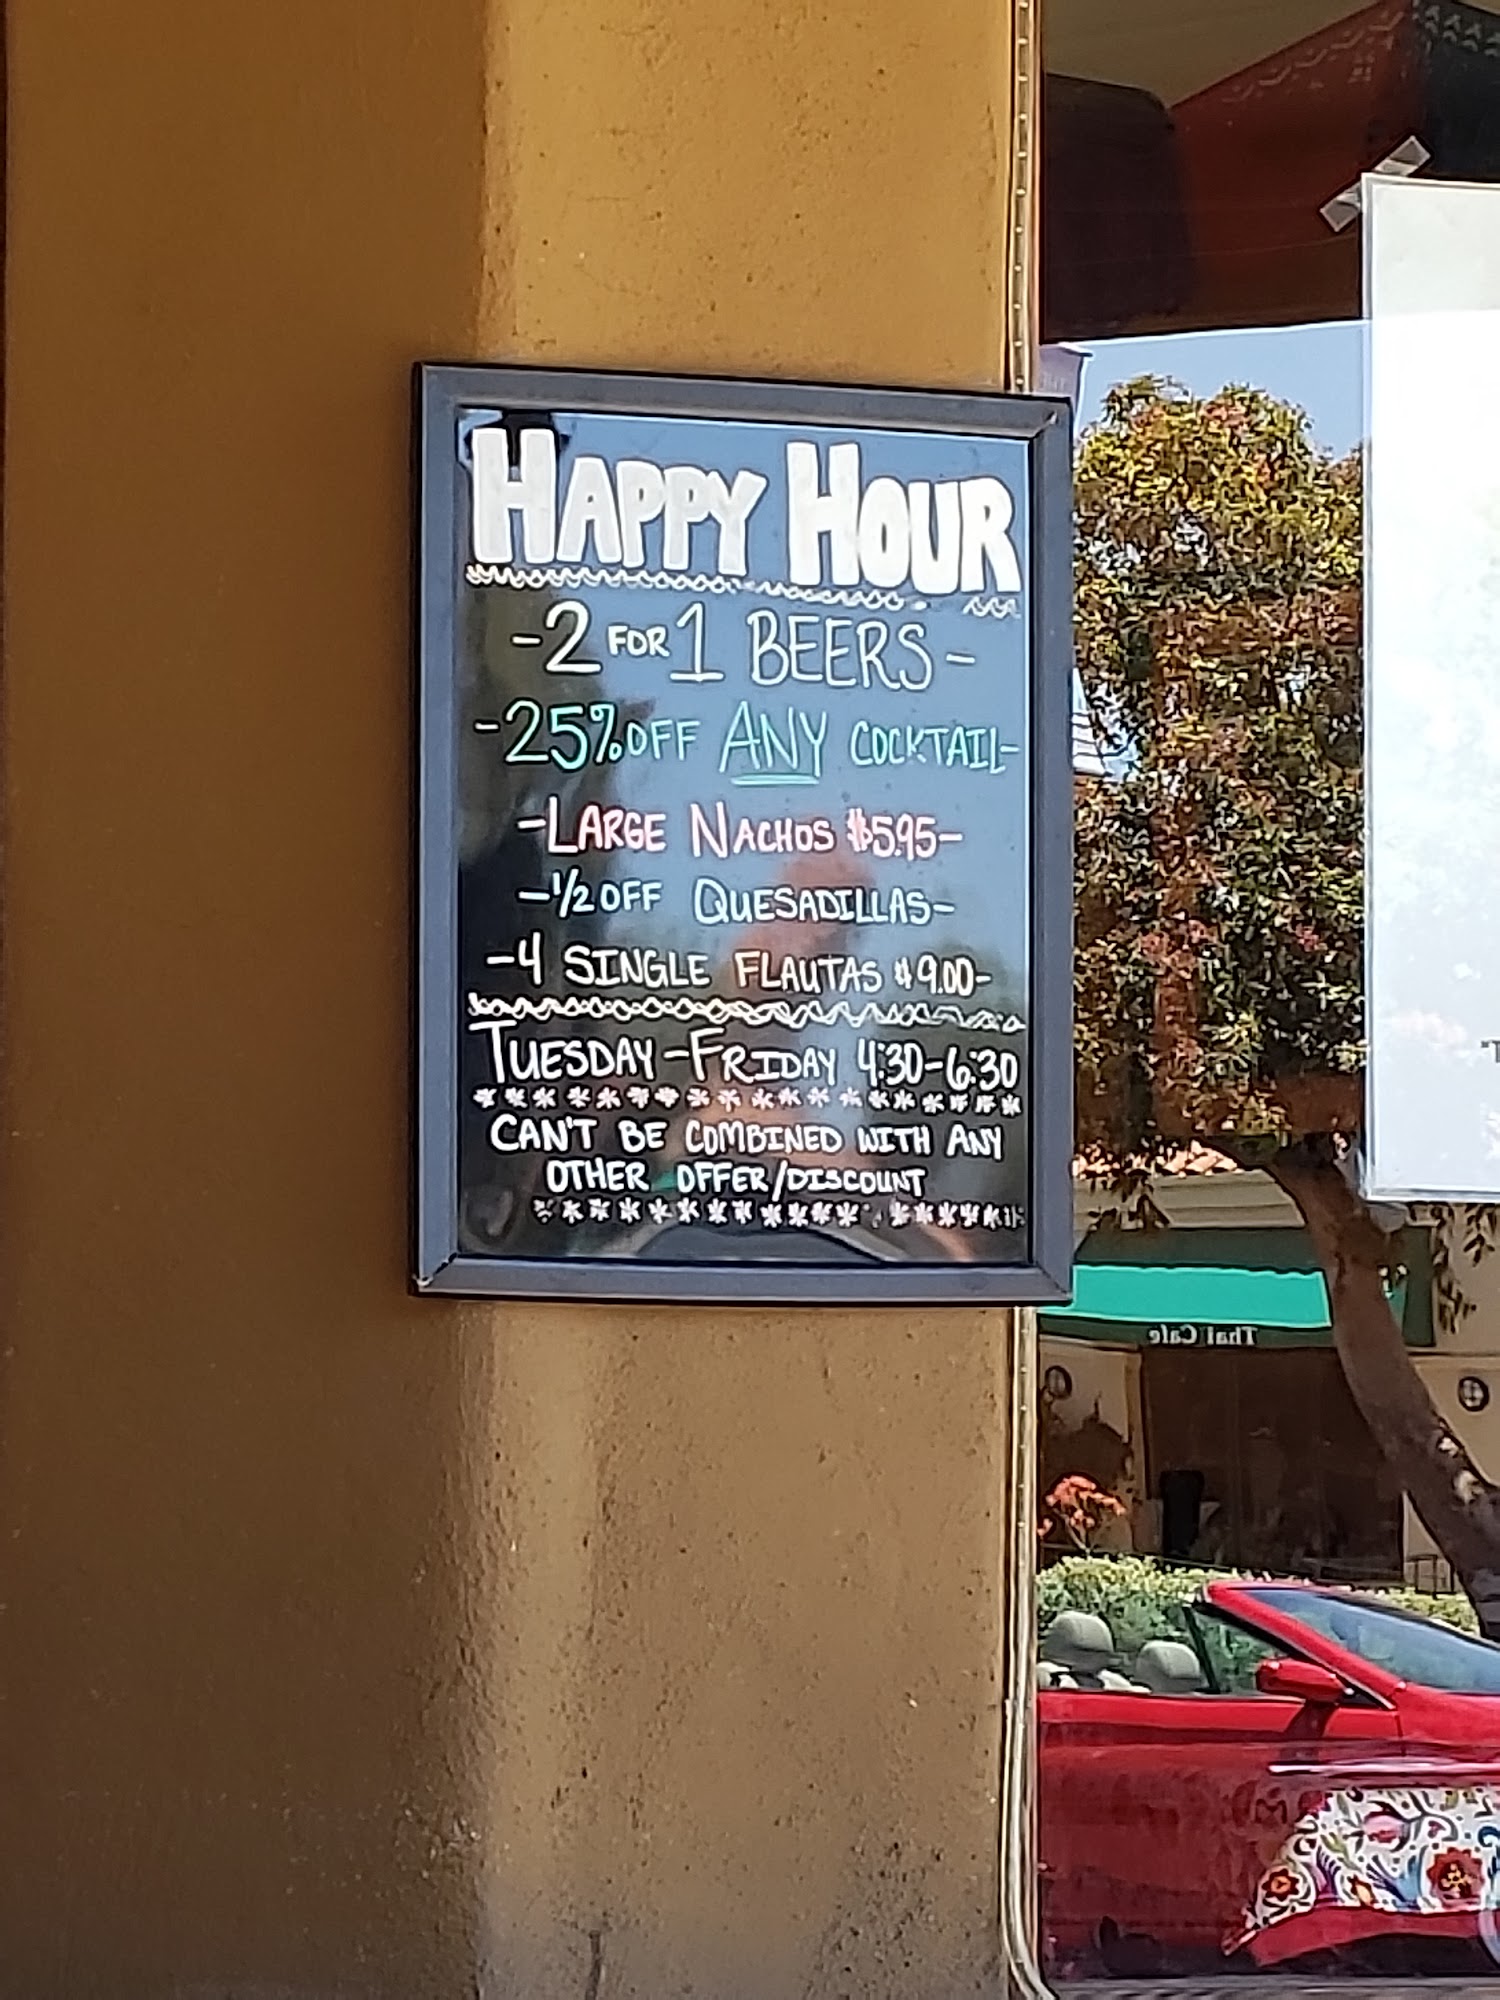 HAPPY HOUR
-2 FOR 1 BEERS-
-25% OFF ANY COCKTAIL-
-LARGE NACHOS $5.95-
-1/2 OFF QUESADILLAS-
-4 SINGLE FLAUTAS $9.00-
TUESDAY-FRIDAY 4:30-6:30
CAN'T BE COMBINED WITH ANY
OTHER OFFER/DISCOUNT
Thai Cafe